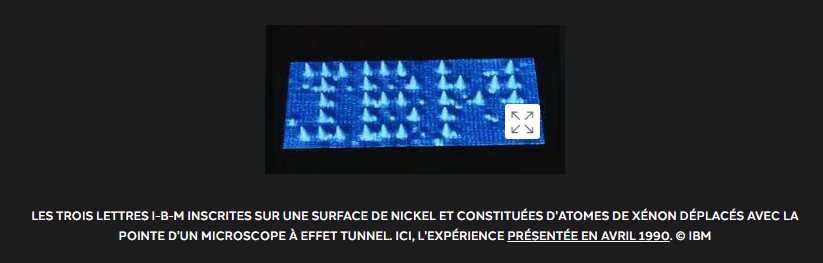 IBM
LES TROIS LETTRES I-B-M INSCRITES SUR UNE SURFACE DE NICKEL ET CONSTITUÉES D'ATOMES DE XÉNON DÉPLACÉS AVEC LA
POINTE D'UN MICROSCOPE À EFFET TUNNEL. ICI, L'EXPÉRIENCE PRÉSENTÉE EN AVRIL 1990. © IBM